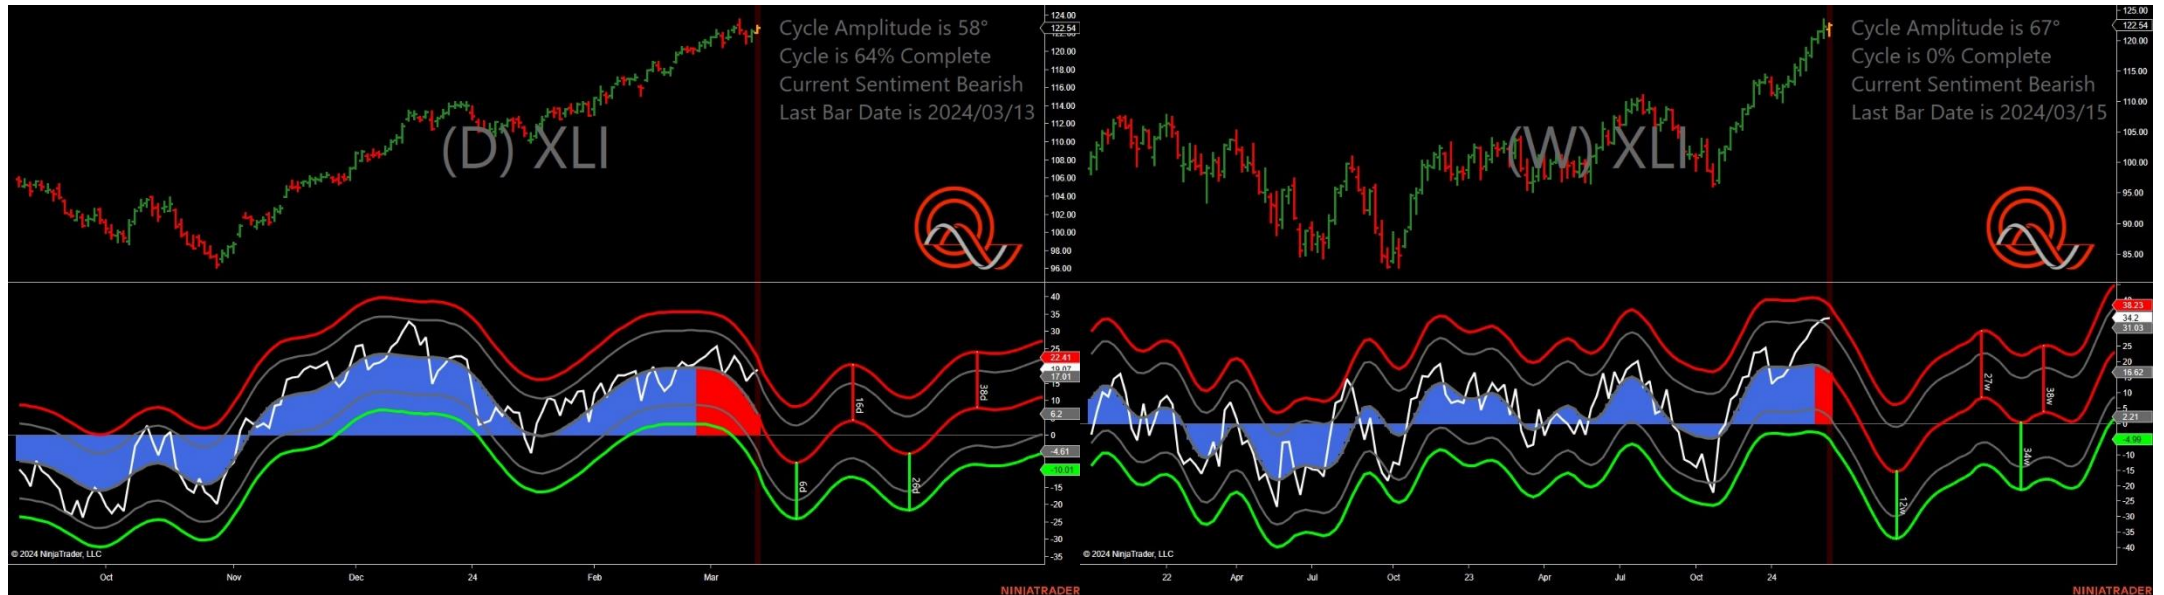 Cycle Amplitude is 58°
Cycle is 64% Complete
Current Sentiment Bearish
Last Bar Date is 2024/03/13
(D) XLI
124.00
122.54
120.00
118.00
116.00
114.00
112.00
110.00
108.00
106.00
104.00
102.00
100.00
98.00
96.00
40
35
30
25
22.41
17.01
15
10
6.2
0
-4.61
-10.01
-15
-20
-25
-30
-35
6d
16d
26d
38d
© 2024 NinjaTrader, LLC
Oct
Nov
Dec
24
Feb
Mar
NINJATRADER
Cycle Amplitude is 67°
Cycle is 0% Complete
Current Sentiment Bearish
Last Bar Date is 2024/03/15
(W) XLI
125.00
122.54
120.00
115.00
110.00
105.00
100.00
95.00
90.00
85.00
38.23
34.2
31.03
25
20
16.62
10
5
2.21
0
-4.99
-10
-15
-20
-25
-30
-35
-40
12w
27w
34w
38w
© 2024 NinjaTrader, LLC
22
Apr
Jul
Oct
23
Apr
Jul
Oct
24
NINJATRADER